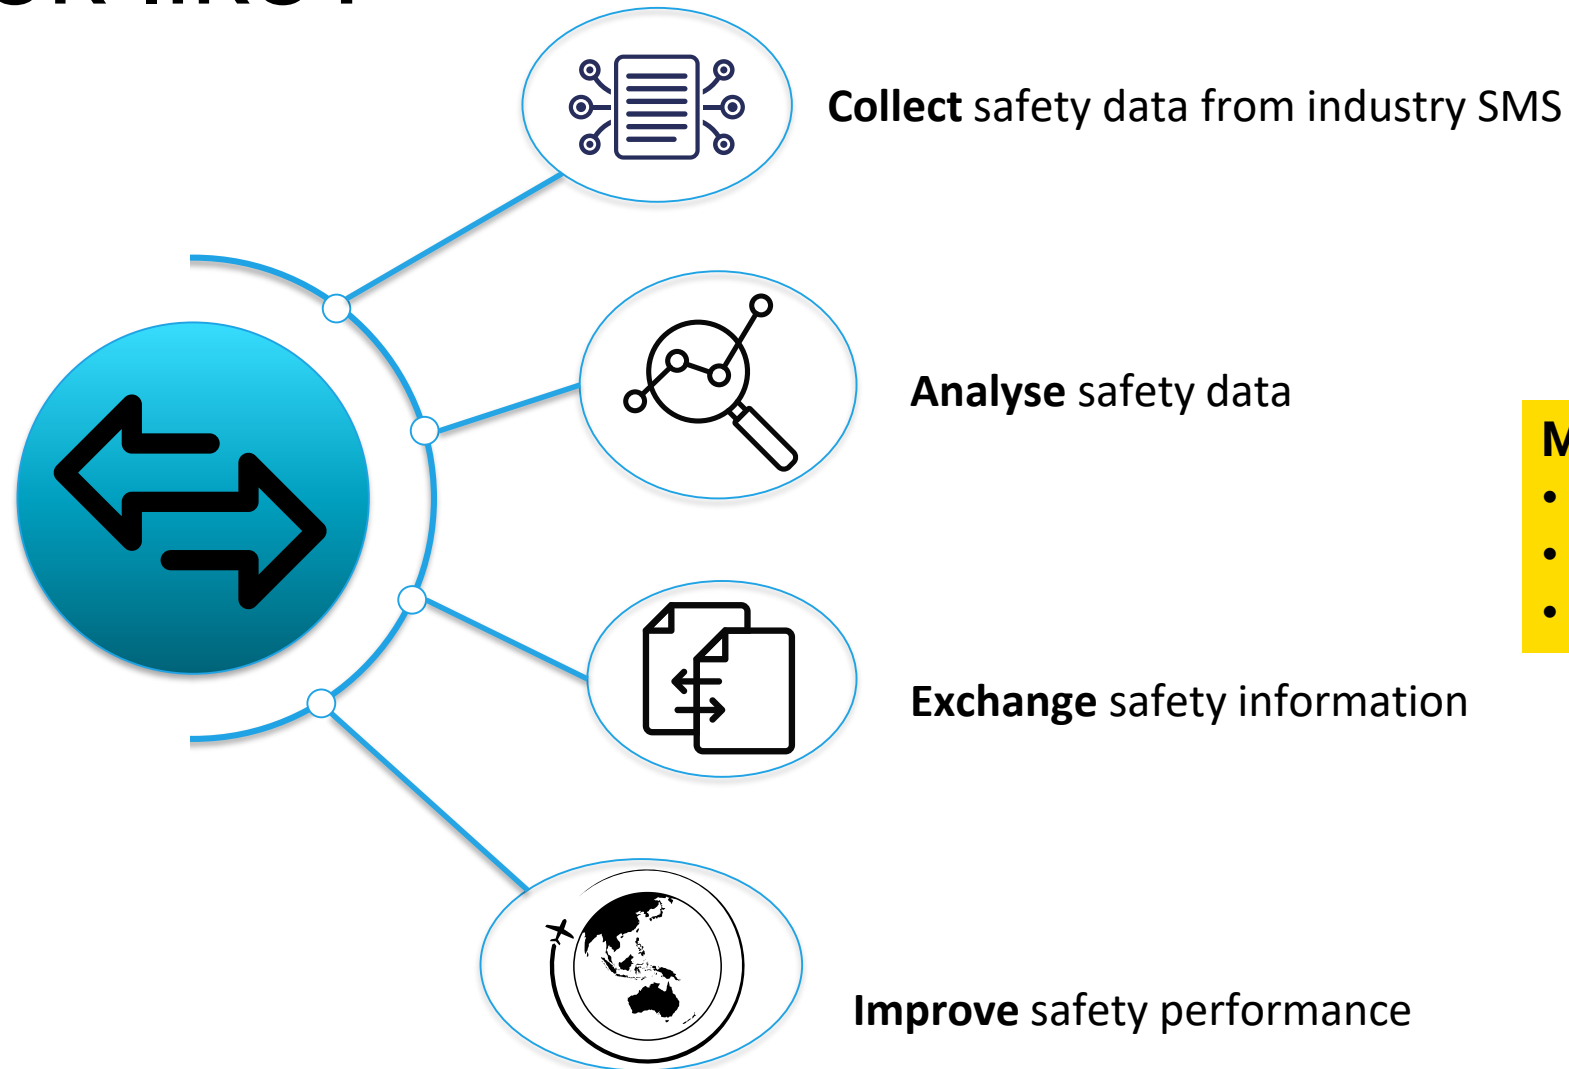 Collect safety data from industry SMS
Analyse safety data
M
•
•
•
Exchange safety information
Improve safety performance